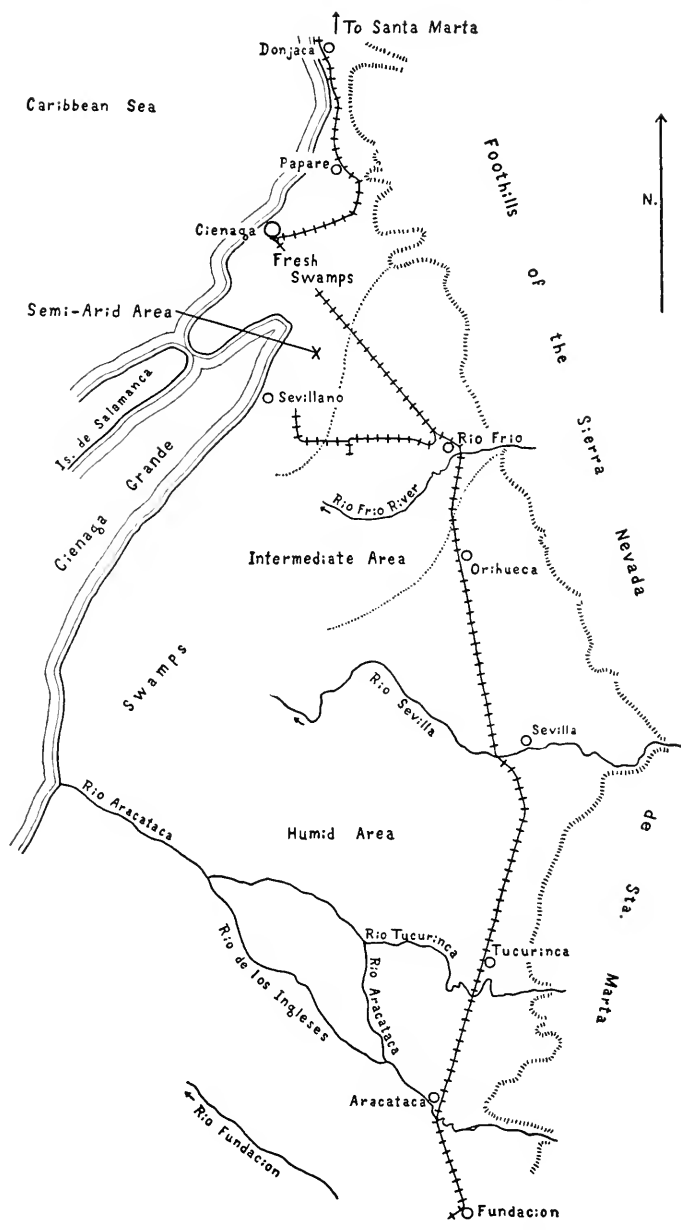 To Santa Marta
Donjaca
Caribbean Sea
Papare
Foothills of the Sierra Nevada de Sta. Marta
N.
Cienaga
Fresh
Swamps
Semi-Arid Area
Is. de Salamanca
Sevillano
Cienaga Grande
Rio Frio
Rio Frio River
Intermediate Area
Orihueca
Swamps
Rio Sevilla
Sevilla
Rio Aracataca
Humid Area
Rio Tucurinca
Tucurinca
Rio de Los Ingleses
Rio Aracataca
Aracataca
Rio Fundacion
Fundacion